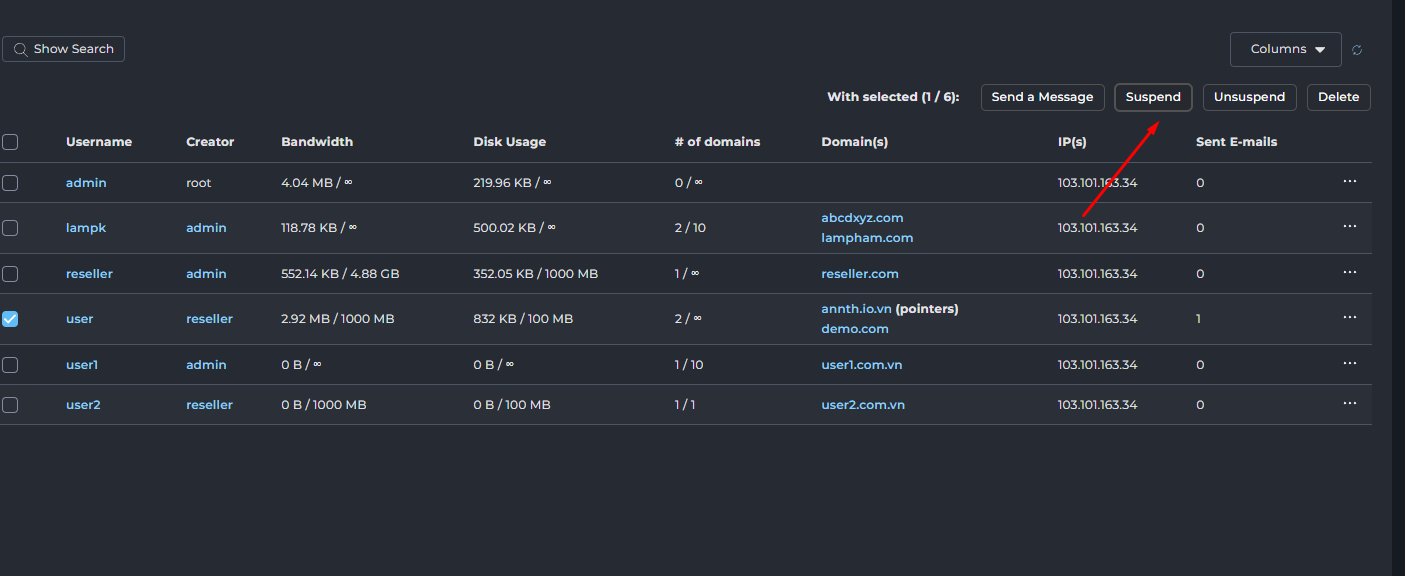 Show Search
Columns
With selected (1 / 6): Send a Message Suspend Unsuspend Delete
Username Creator Bandwidth Disk Usage # of domains Domain(s) IP(s) Sent E-mails
admin root 4.04 MB / ∞ 219.96 KB / ∞ 0 / ∞ 103.101.163.34 0 ...
lampk admin 118.78 KB / ∞ 500.02 KB / ∞ 2 / 10 abcdxyz.com 103.101.163.34 0 ...
lampham.com
reseller admin 552.14 KB / 4.88 GB 352.05 KB / 1000 MB 1 / ∞ reseller.com 103.101.163.34 0 ...
user reseller 2.92 MB / 1000 MB 832 KB / 100 MB 2 / ∞ annth.io.vn (pointers) 103.101.163.34 1 ...
demo.com
user1 admin 0 B / ∞ 0 B / ∞ 1 / 10 user1.com.vn 103.101.163.34 0 ...
user2 reseller 0 B / 1000 MB 0 B / 100 MB 1 / 1 user2.com.vn 103.101.163.34 0 ...